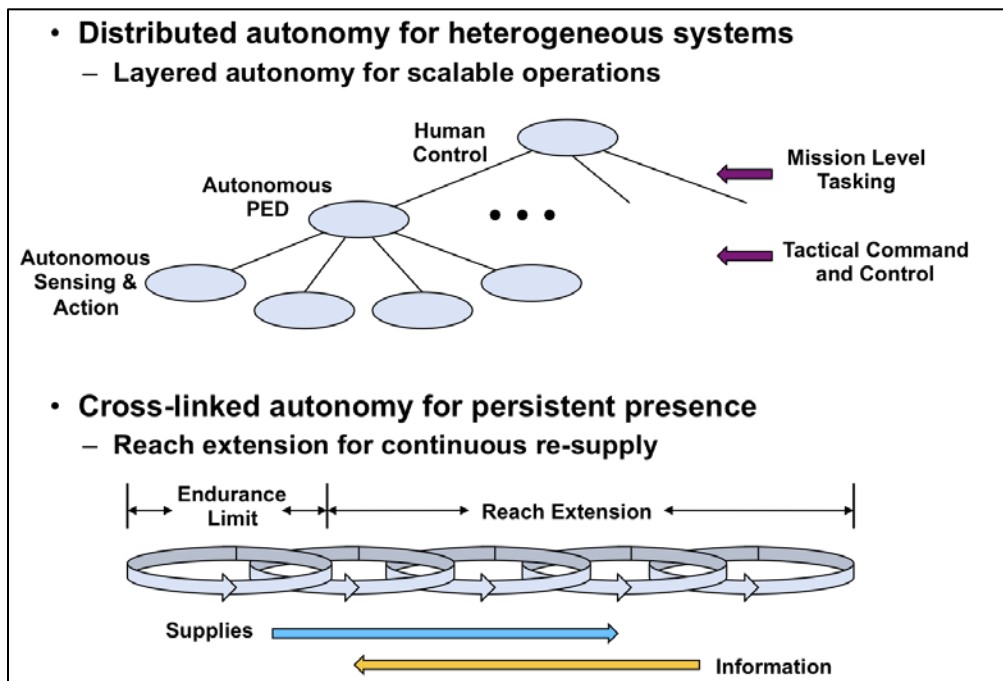 • Distributed autonomy for heterogeneous systems
– Layered autonomy for scalable operations
Human
Control
Mission Level
Tasking
Autonomous
PED
• • •
Autonomous
Sensing &
Action
Tactical Command
and Control
• Cross-linked autonomy for persistent presence
– Reach extension for continuous re-supply
Endurance
Limit
Reach Extension
Supplies
Information